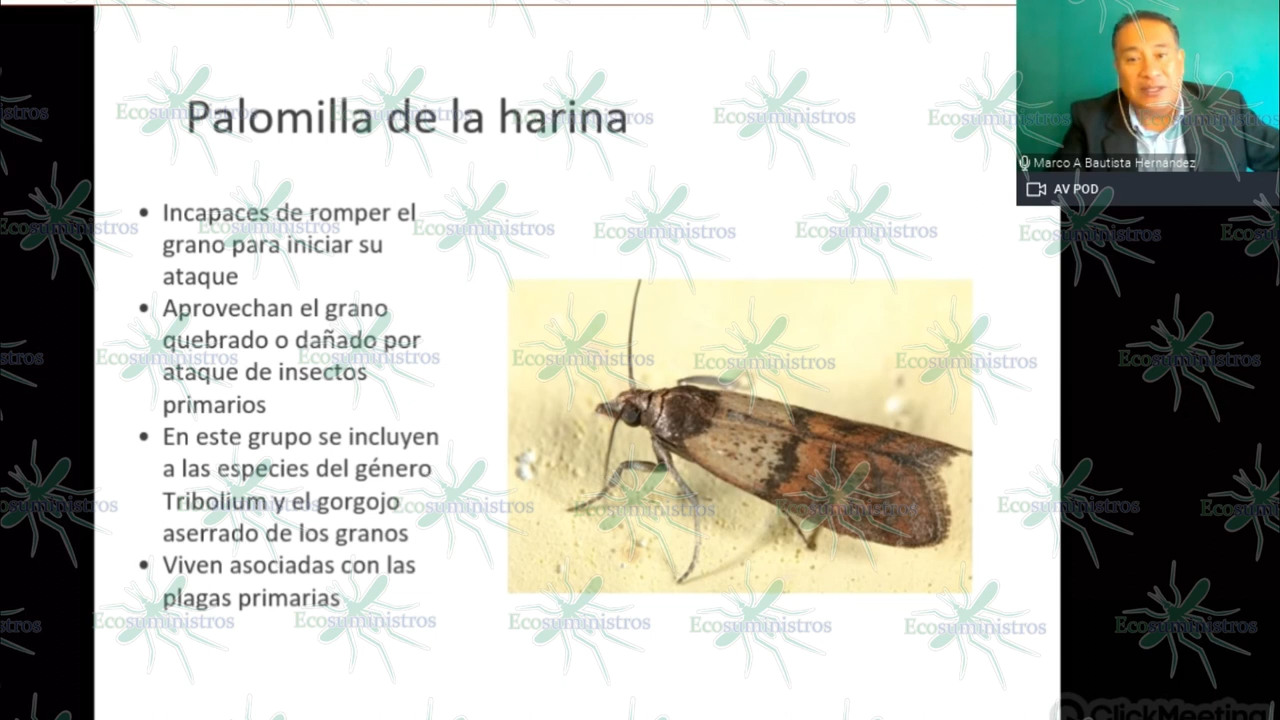 Palomilla de la harina
• Incapaces de romper el
grano para iniciar su
ataque
• Aprovechan el grano
quebrado o dañado por
ataque de insectos
primarios
• En este grupo se incluyen
a las especies del género
Tribolium y el gorgojo
aserrado de los granos
• Viven asociadas con las
plagas primarias
Marco A Bautista Hernández
AV POD
Ecosuministros
ClickMeeting